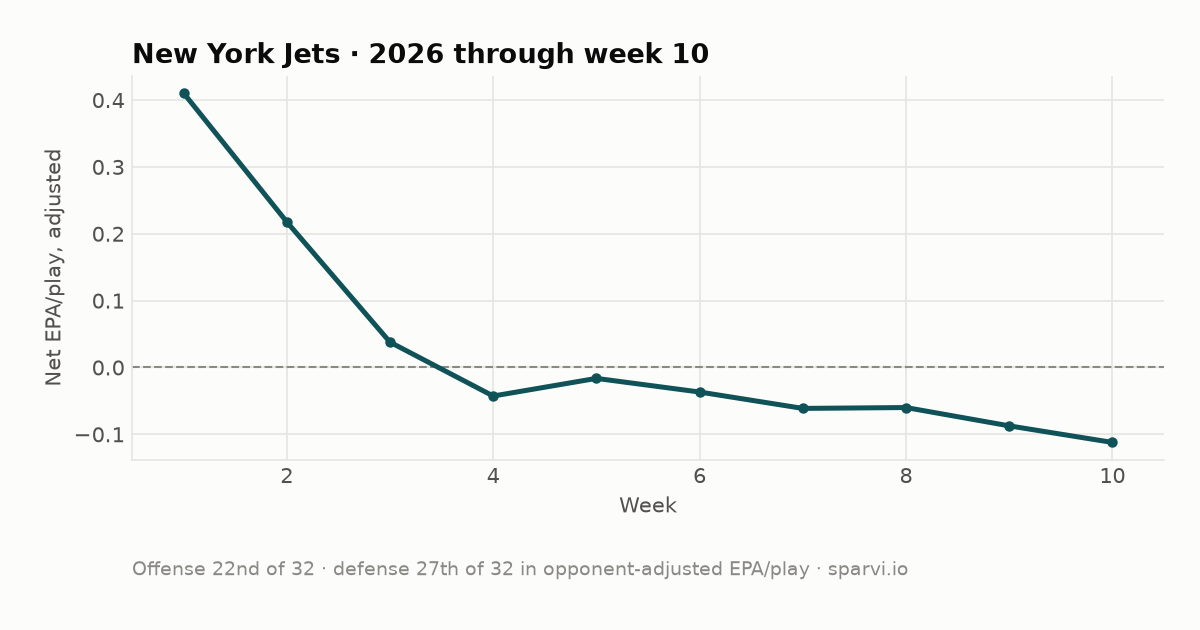 New York Jets · 2026 through week 10
Net EPA/play, adjusted
0.4
0.3
0.2
0.1
0.0
−0.1
2 4 6 8 10
Week
Offense 22nd of 32 · defense 27th of 32 in opponent-adjusted EPA/play · sparvi.io